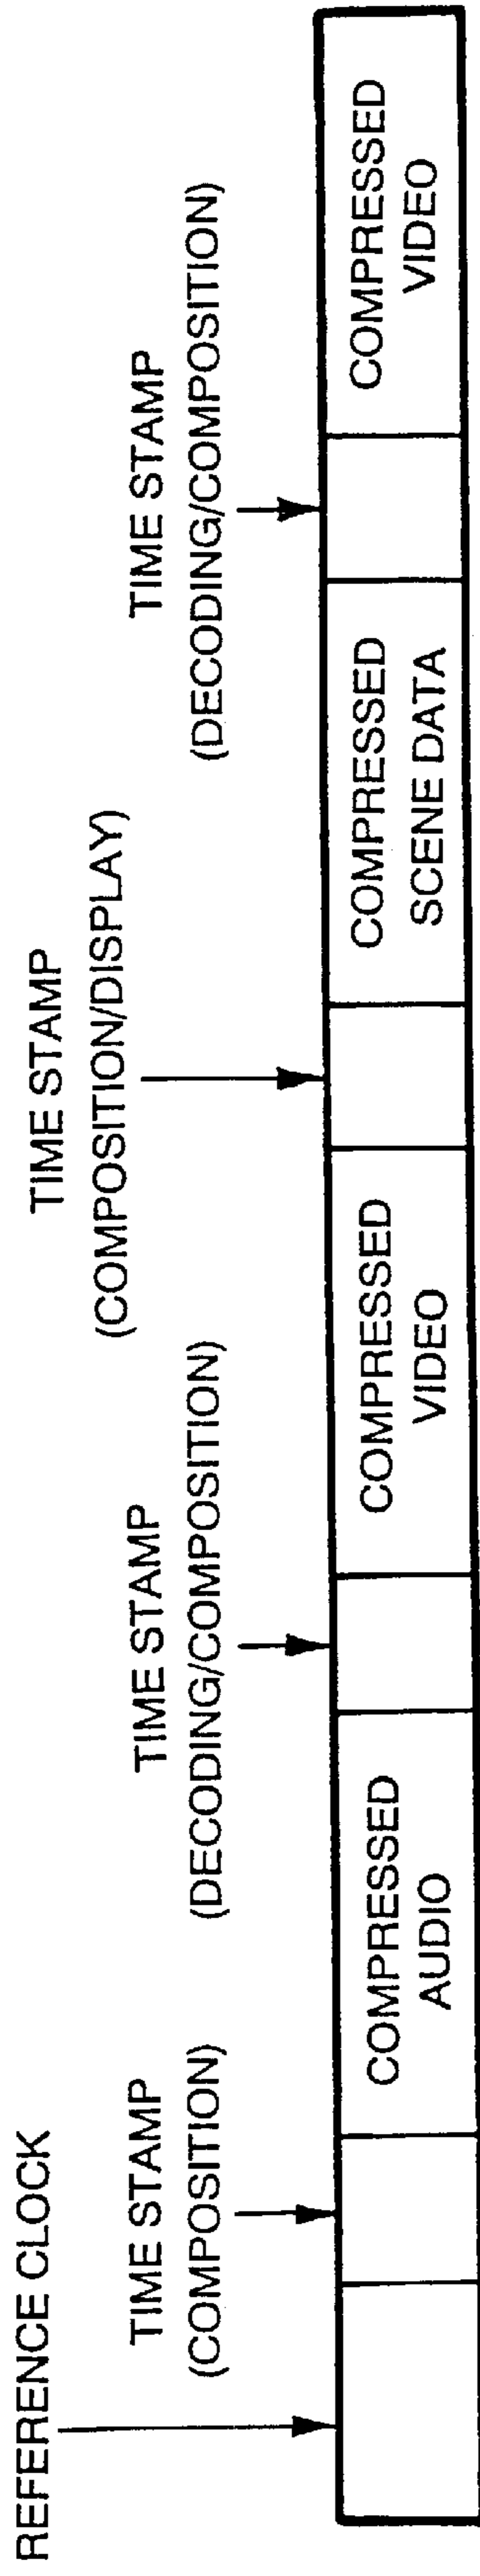 REFERENCE CLOCK
TIME STAMP
(COMPOSITION)
TIME STAMP
(DECODING/COMPOSITION)
TIME STAMP
(COMPOSITION/DISPLAY)
TIME STAMP
(DECODING/COMPOSITION)
COMPRESSED
AUDIO
COMPRESSED
VIDEO
COMPRESSED
SCENE DATA
COMPRESSED
VIDEO